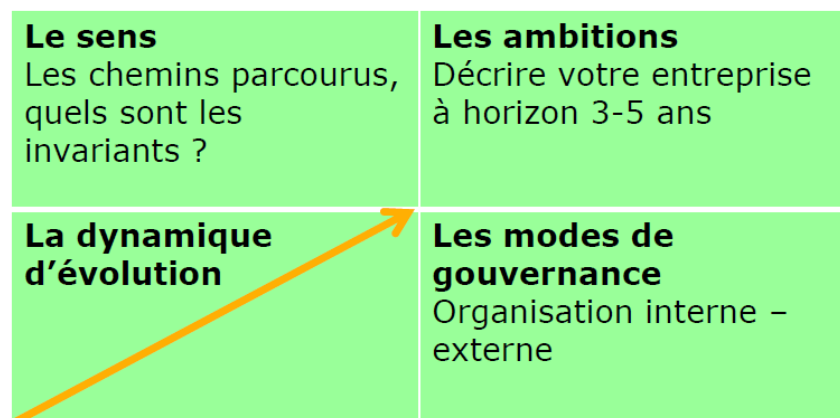 Le sens
Les chemins parcourus,
quels sont les
invariants ?
Les ambitions
Décrire votre entreprise
à horizon 3-5 ans
La dynamique
d’évolution
Les modes de
gouvernance
Organisation interne –
externe